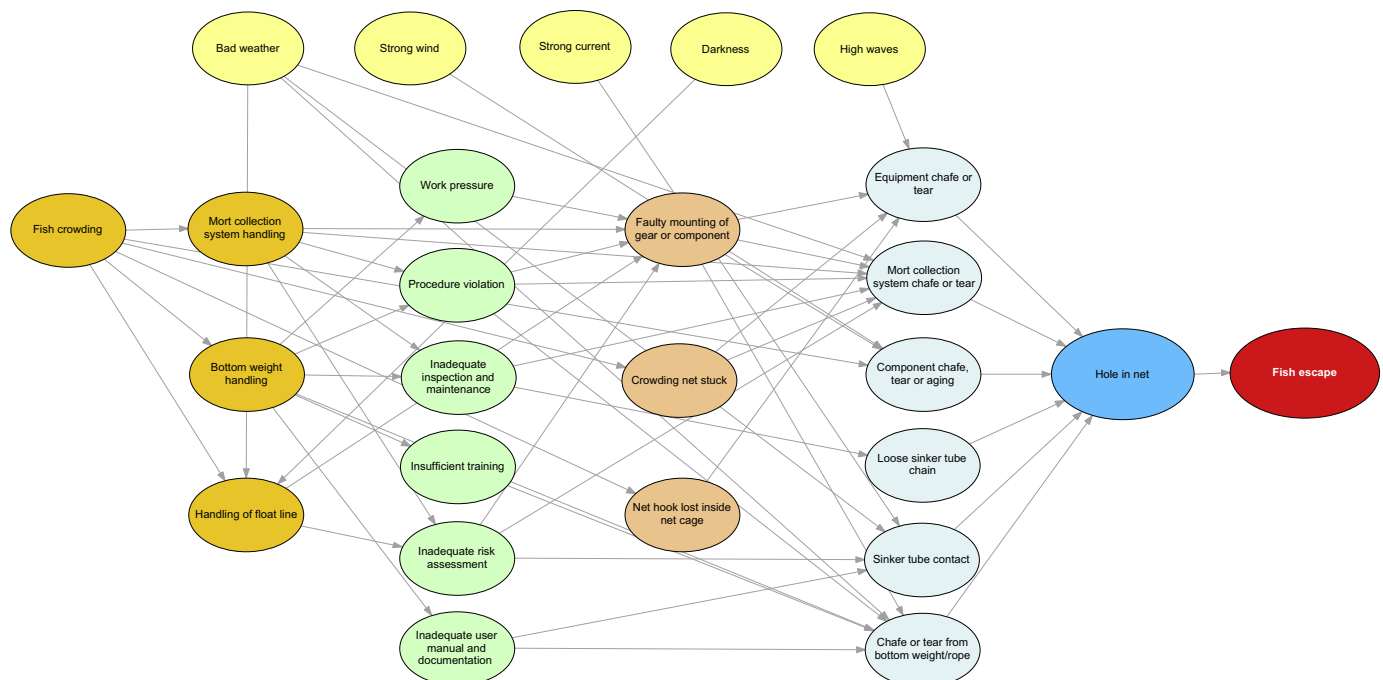 Bad weather
Strong wind
Strong current
Darkness
High waves
Fish crowding
Mort collection
system handling
Bottom weight
handling
Handling of float line
Work pressure
Procedure violation
Inadequate
inspection and
maintenance
Insufficient training
Inadequate risk
assessment
Inadequate user
manual and
documentation
Faulty mounting of
gear or component
Crowding net stuck
Net hook lost inside
net cage
Equipment chafe or
tear
Mort collection
system chafe or tear
Component chafe,
tear or aging
Loose sinker tube
chain
Sinker tube contact
Chafe or tear from
bottom weight/rope
Hole in net
Fish escape